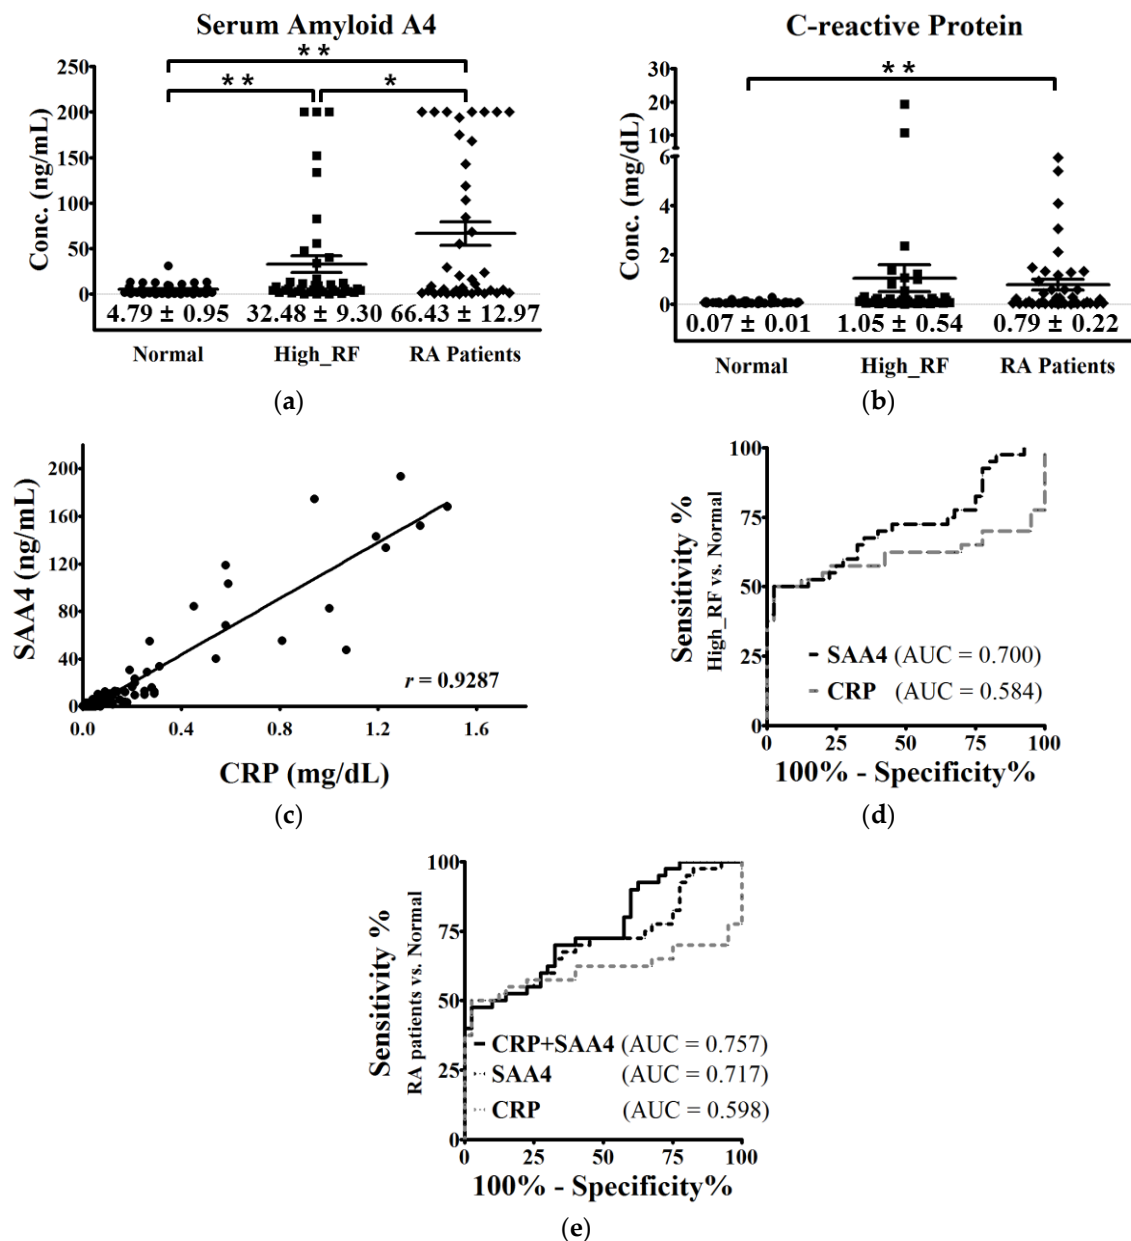 Serum Amyloid A4
**
**
*
Conc. (ng/mL)
250
200
150
100
50
0
4.79 ± 0.95
32.48 ± 9.30
66.43 ± 12.97
Normal
High_RF
RA Patients
(a)
C-reactive Protein
**
Conc. (mg/dL)
30
20
10
6
4
2
0
0.07 ± 0.01
1.05 ± 0.54
0.79 ± 0.22
Normal
High_RF
RA Patients
(b)
SAA4 (ng/mL)
200
160
120
80
40
0
r = 0.9287
0.0
0.4
0.8
1.2
1.6
CRP (mg/dL)
(c)
Sensitivity %
High_RF vs. Normal
100
75
50
25
0
SAA4 (AUC = 0.700)
CRP (AUC = 0.584)
0
25
50
75
100
100% - Specificity%
(d)
Sensitivity %
RA patients vs. Normal
100
75
50
25
0
CRP+SAA4 (AUC = 0.757)
SAA4 (AUC = 0.717)
CRP (AUC = 0.598)
0
25
50
75
100
100% - Specificity%
(e)